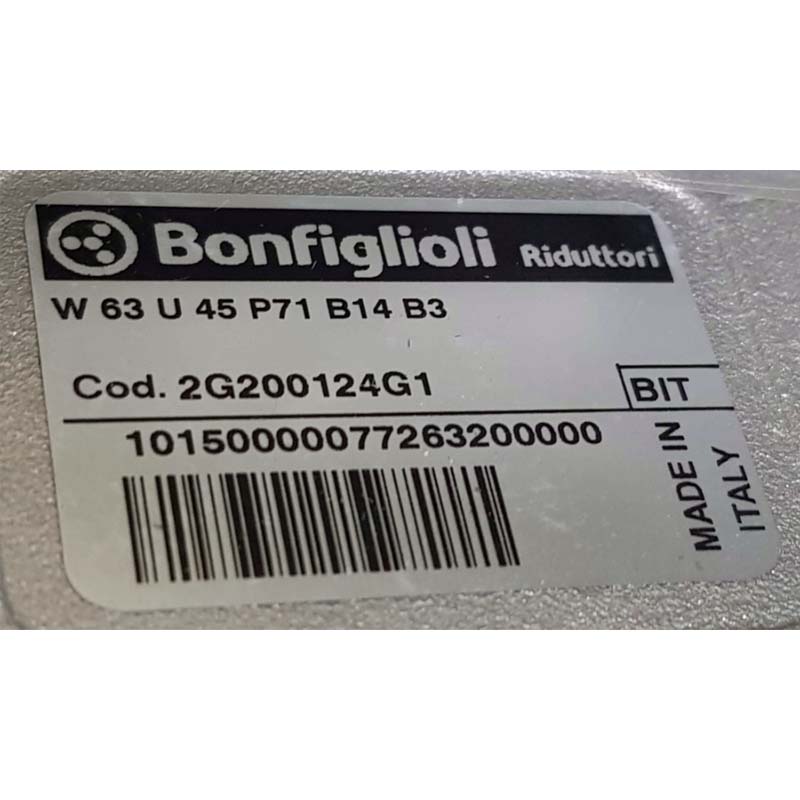 Bonfiglioli Riduttori
W 63 U 45 P71 B14 B3
Cod. 2G200124G1
BIT
10150000077263200000
MADE IN
ITALY